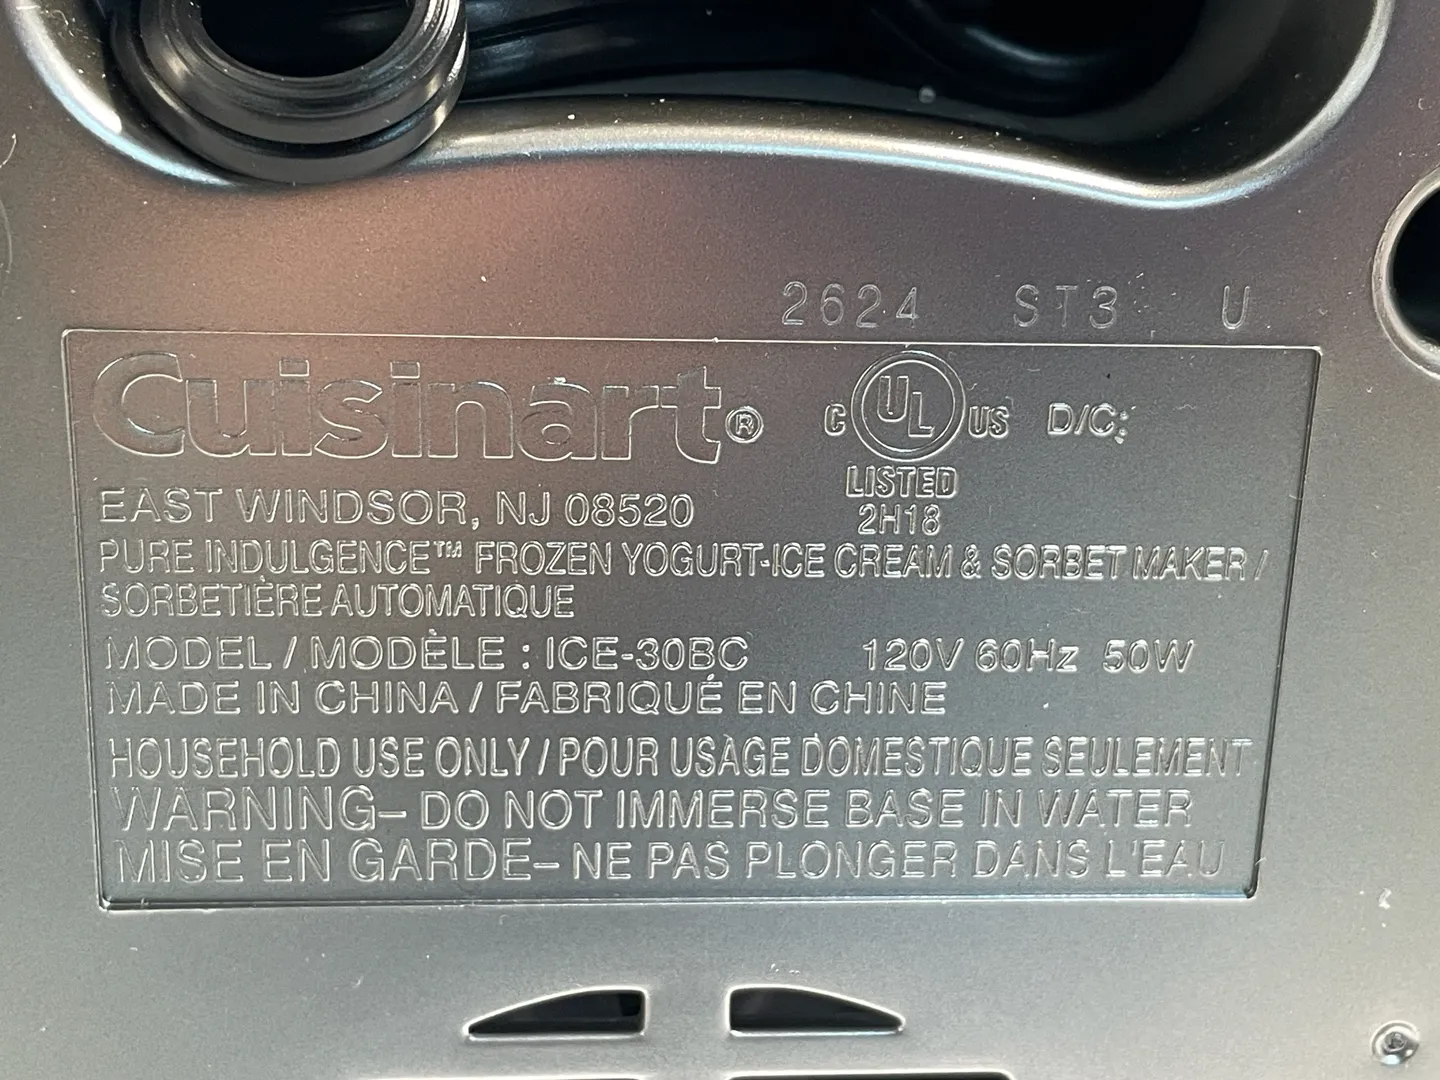 2624 ST3 U
Cuisinart® C UL US D/C:
LISTED
EAST WINDSOR, NJ 08520 2H18
PURE INDULGENCE™ FROZEN YOGURT-ICE CREAM & SORBET MAKER /
SORBETIÈRE AUTOMATIQUE
MODEL / MODÈLE : ICE-30BC 120V 60Hz 50W
MADE IN CHINA / FABRIQUÉ EN CHINE
HOUSEHOLD USE ONLY / POUR USAGE DOMESTIQUE SEULEMENT
WARNING– DO NOT IMMERSE BASE IN WATER
MISE EN GARDE– NE PAS PLONGER DANS L'EAU